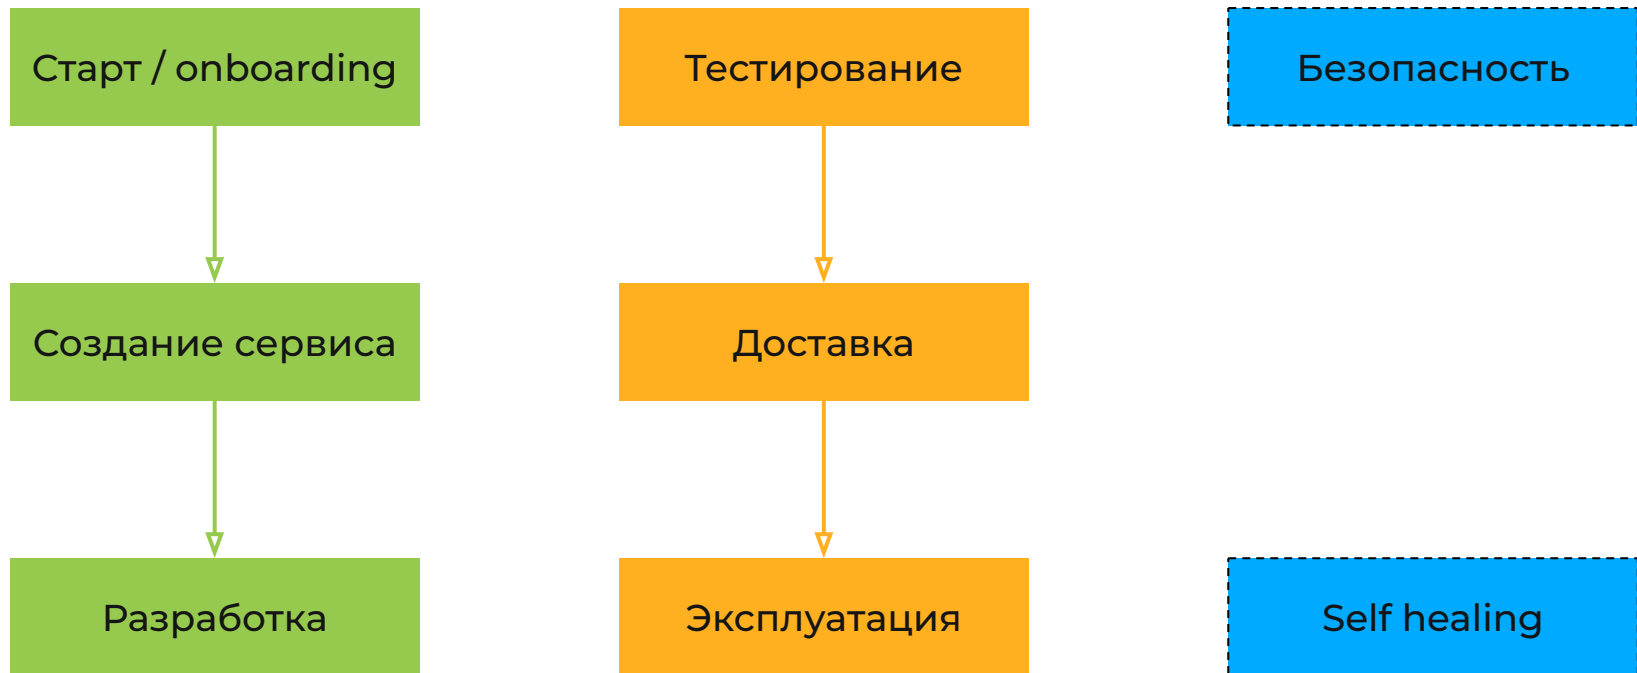 Старт / onboarding
Создание сервиса
Разработка
Тестирование
Доставка
Эксплуатация
Безопасность
Self healing